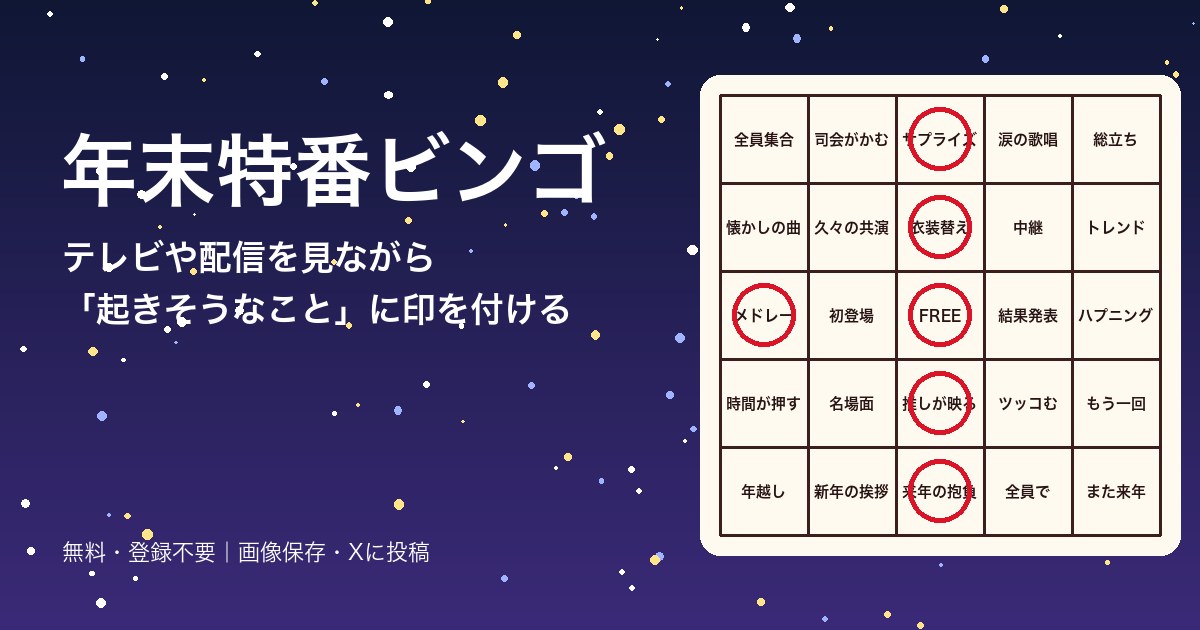 年末特番ビンゴ
テレビや配信を見ながら
「起きそうなこと」に印を付ける
無料・登録不要｜画像保存・Xに投稿
全員集合 司会がかむ サプライズ 涙の歌唱 総立ち
懐かしの曲 久々の共演 衣装替え 中継 トレンド
メドレー 初登場 FREE 結果発表 ハプニング
時間が押す 名場面 推しが映る ツッコむ もう一回
年越し 新年の挨拶 来年の抱負 全員で また来年